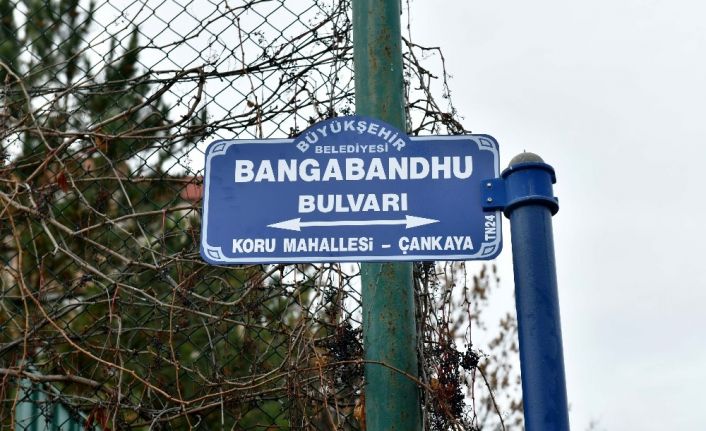 BÜYÜKŞEHİR
BELEDİYESİ
BANGABANDHU
BULVARI
KORU MAHALLESİ – ÇANKAYA
TN24